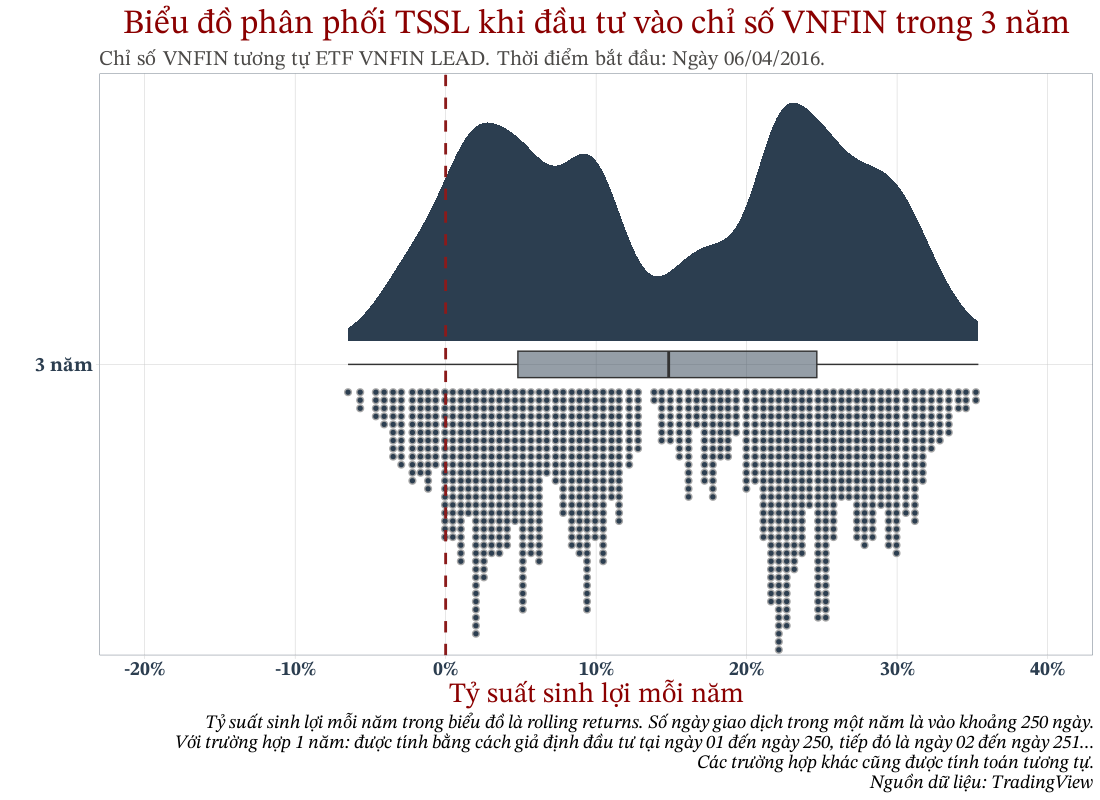 Biểu đồ phân phối TSSL khi đầu tư vào chỉ số VNFIN trong 3 năm
Chỉ số VNFIN tương tự ETF VNFIN LEAD. Thời điểm bắt đầu: Ngày 06/04/2016.
3 năm
-20%
-10%
0%
10%
20%
30%
40%
Tỷ suất sinh lợi mỗi năm
Tỷ suất sinh lợi mỗi năm trong biểu đồ là rolling returns. Số ngày giao dịch trong một năm là vào khoảng 250 ngày.
Với trường hợp 1 năm: được tính bằng cách giả định đầu tư tại ngày 01 đến ngày 250, tiếp đó là ngày 02 đến ngày 251...
Các trường hợp khác cũng được tính toán tương tự.
Nguồn dữ liệu: TradingView